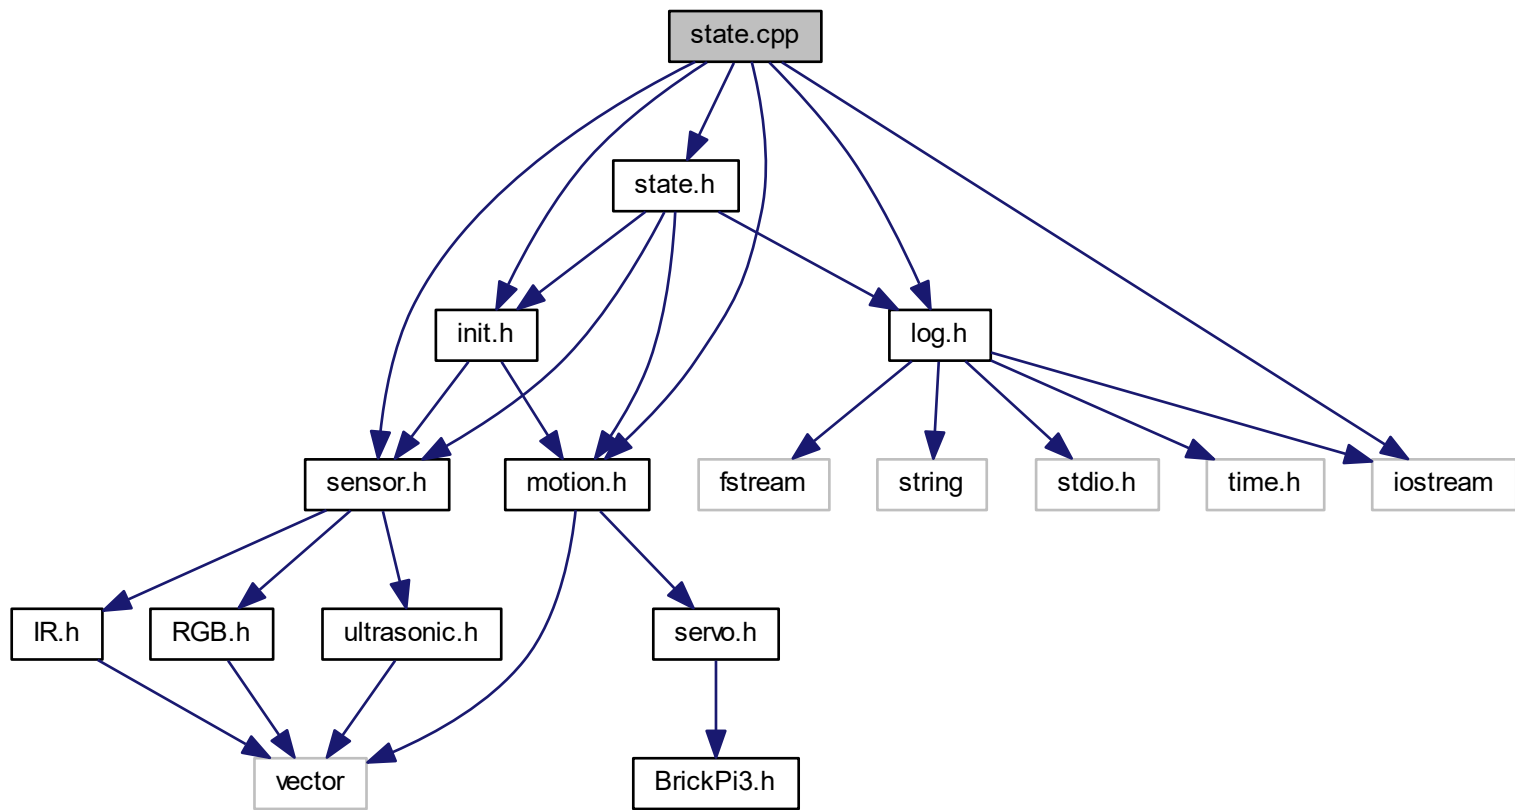 state.cpp
state.h
init.h
log.h
sensor.h
motion.h
fstream
string
stdio.h
time.h
iostream
IR.h
RGB.h
ultrasonic.h
servo.h
vector
BrickPi3.h